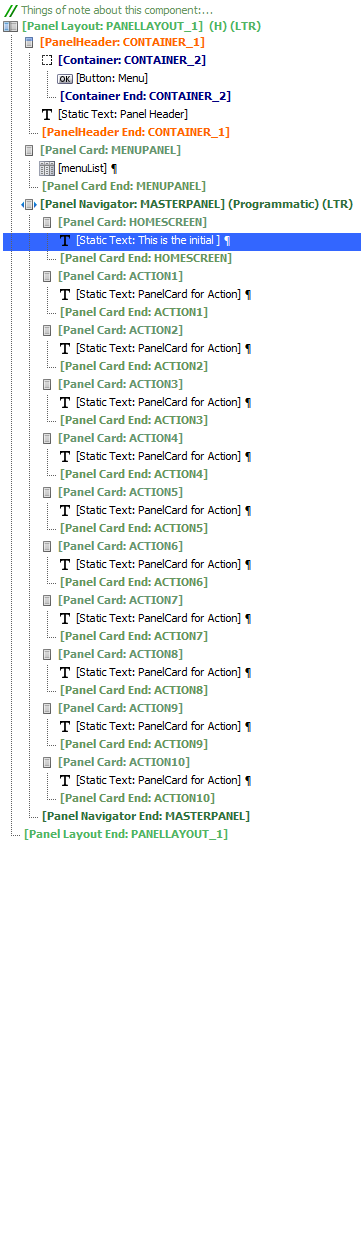 // Things of note about this component:...
[Panel Layout: PANELLAYOUT_1] (H) (LTR)
[PanelHeader: CONTAINER_1]
[Container: CONTAINER_2]
OK [Button: Menu]
[Container End: CONTAINER_2]
T [Static Text: Panel Header]
[PanelHeader End: CONTAINER_1]
[Panel Card: MENUPANEL]
[menuList] ¶
[Panel Card End: MENUPANEL]
[Panel Navigator: MASTERPANEL] (Programmatic) (LTR)
[Panel Card: HOMESCREEN]
T [Static Text: This is the initial ] ¶
[Panel Card End: HOMESCREEN]
[Panel Card: ACTION1]
T [Static Text: PanelCard for Action] ¶
[Panel Card End: ACTION1]
[Panel Card: ACTION2]
T [Static Text: PanelCard for Action] ¶
[Panel Card End: ACTION2]
[Panel Card: ACTION3]
T [Static Text: PanelCard for Action] ¶
[Panel Card End: ACTION3]
[Panel Card: ACTION4]
T [Static Text: PanelCard for Action] ¶
[Panel Card End: ACTION4]
[Panel Card: ACTION5]
T [Static Text: PanelCard for Action] ¶
[Panel Card End: ACTION5]
[Panel Card: ACTION6]
T [Static Text: PanelCard for Action] ¶
[Panel Card End: ACTION6]
[Panel Card: ACTION7]
T [Static Text: PanelCard for Action] ¶
[Panel Card End: ACTION7]
[Panel Card: ACTION8]
T [Static Text: PanelCard for Action] ¶
[Panel Card End: ACTION8]
[Panel Card: ACTION9]
T [Static Text: PanelCard for Action] ¶
[Panel Card End: ACTION9]
[Panel Card: ACTION10]
T [Static Text: PanelCard for Action] ¶
[Panel Card End: ACTION10]
[Panel Navigator End: MASTERPANEL]
[Panel Layout End: PANELLAYOUT_1]